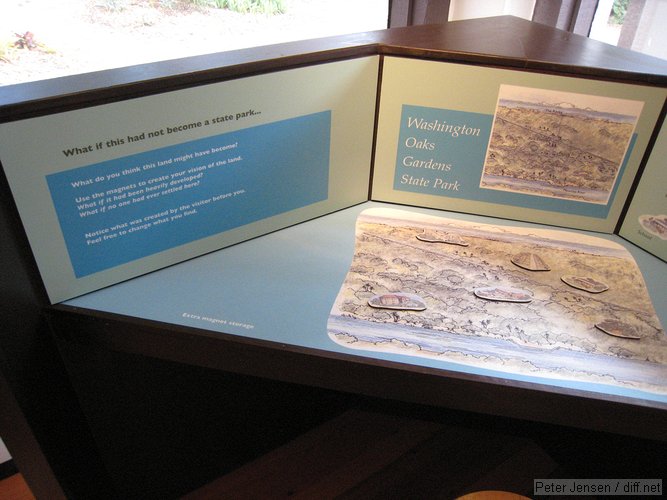 What if this had not become a state park...
What do you think this land might have become?
Use the magnets to create your vision of the land.
What if it had been heavily developed?
What if no one had ever settled here?
Notice what was created by the visitor before you.
Feel free to change what you find.
Extra magnet storage
Washington
Oaks
Gardens
State Park
Peter Jensen / diff.net